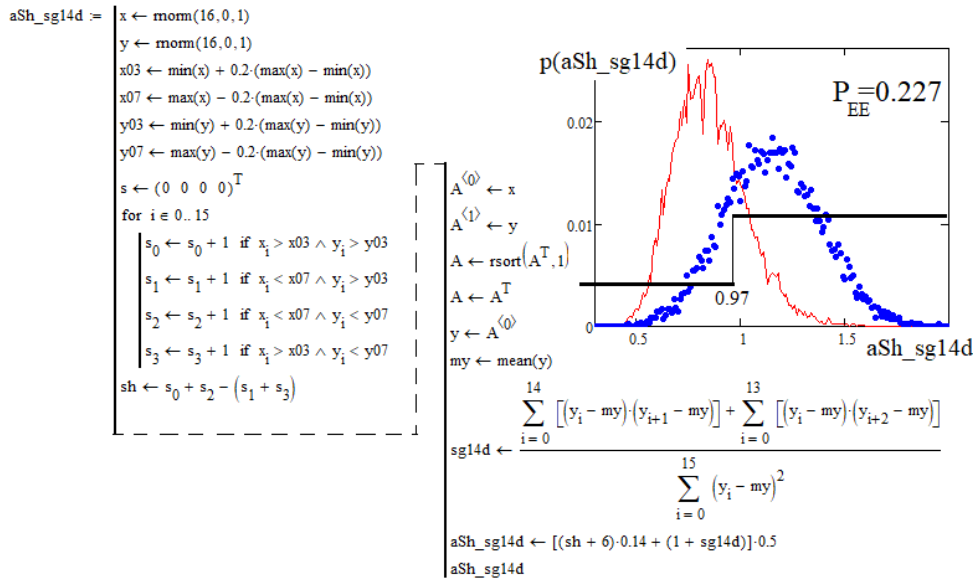 aSh_sg14d := x ← rnorm(16,0,1)
y ← rnorm(16,0,1)
x03 ← min(x) + 0.2·(max(x) − min(x))
x07 ← max(x) − 0.2·(max(x) − min(x))
y03 ← min(y) + 0.2·(max(y) − min(y))
y07 ← max(y) − 0.2·(max(y) − min(y))
s ← (0 0 0 0)^T
for i ∈ 0..15
s_0 ← s_0 + 1 if x_i > x03 ∧ y_i > y03
s_1 ← s_1 + 1 if x_i < x07 ∧ y_i > y03
s_2 ← s_2 + 1 if x_i < x07 ∧ y_i < y07
s_3 ← s_3 + 1 if x_i > x03 ∧ y_i < y07
sh ← s_0 + s_2 − (s_1 + s_3)
A^⟨0⟩ ← x
A^⟨1⟩ ← y
A ← rsort(A^T, 1)
A ← A^T
y ← A^⟨0⟩
my ← mean(y)
sg14d ← (∑_{i = 0}^{14} [(y_i − my)·(y_{i+1} − my)] + ∑_{i = 0}^{13} [(y_i − my)·(y_{i+2} − my)]) / (∑_{i = 0}^{15} (y_i − my)^2)
aSh_sg14d ← [(sh + 6)·0.14 + (1 + sg14d)]·0.5
aSh_sg14d
p(aSh_sg14d)
P_EE=0.227
0.02
0.01
0
0.97
0.5 1 1.5
aSh_sg14d